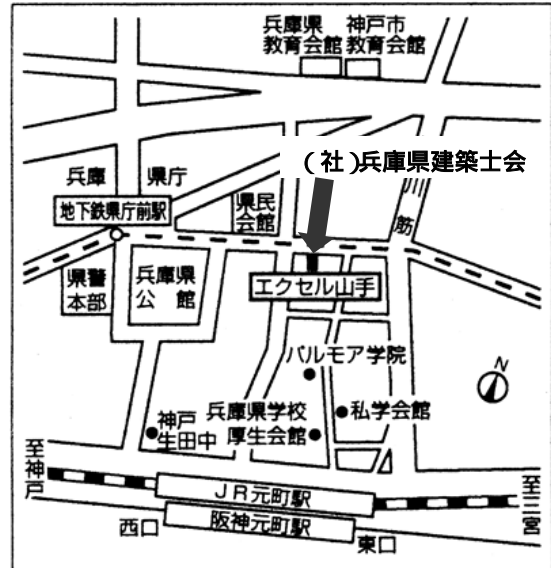 兵庫県
教育会館
神戸市
教育会館
(社)兵庫県建築士会
兵庫
県庁
川
筋
地下鉄県庁前駅
県民
会館
県警
本部
兵庫県
公館
エクセル山手
パルモア学院
N
兵庫県学校
厚生会館
私学会館
神戸
生田中
至神戸
JR元町駅
至三宮
阪神元町駅
西口
東口